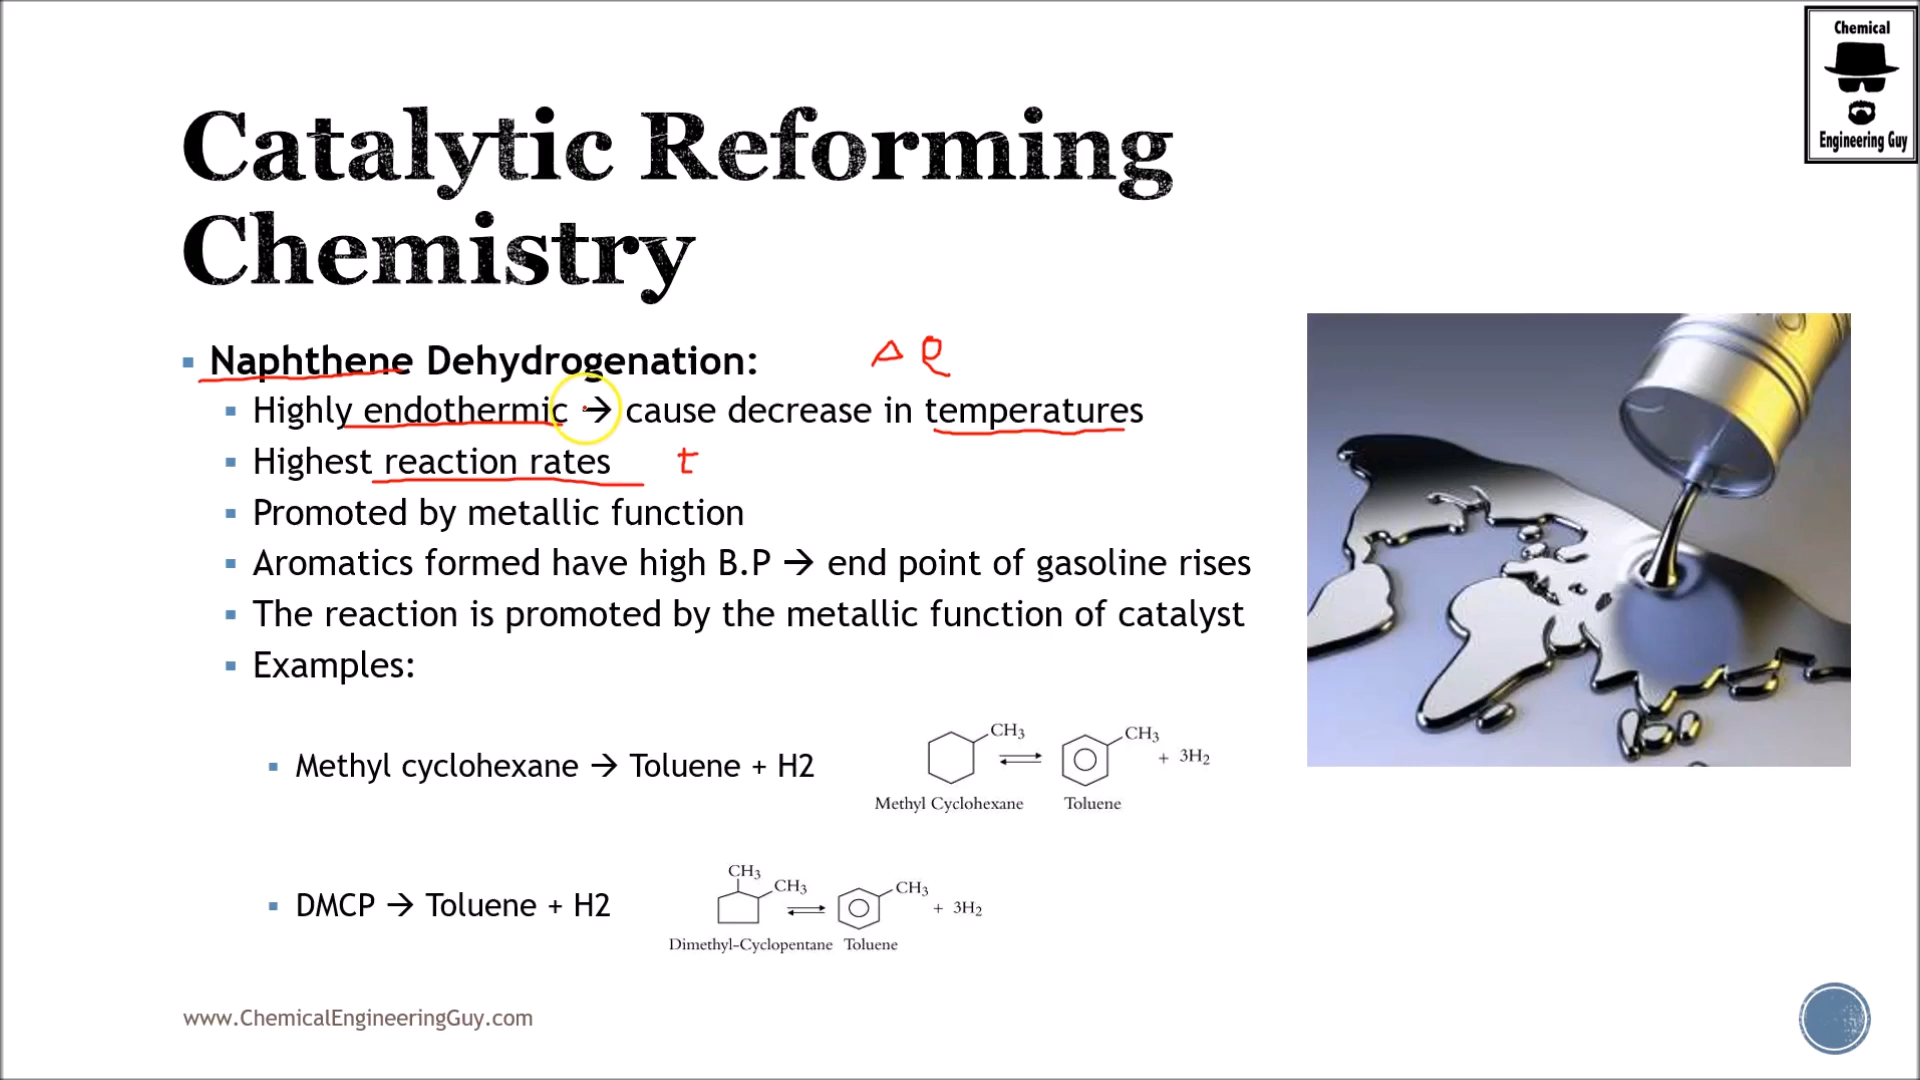 Chemical
Engineering Guy
Catalytic Reforming
Chemistry
Naphthene Dehydrogenation:
Δ Q
Highly endothermic → cause decrease in temperatures
Highest reaction rates
t
Promoted by metallic function
Aromatics formed have high B.P → end point of gasoline rises
The reaction is promoted by the metallic function of catalyst
Examples:
Methyl cyclohexane → Toluene + H2
CH3
CH3
+ 3H2
Methyl Cyclohexane
Toluene
DMCP → Toluene + H2
CH3
CH3
CH3
+ 3H2
Dimethyl-Cyclopentane
Toluene
www.ChemicalEngineeringGuy.com